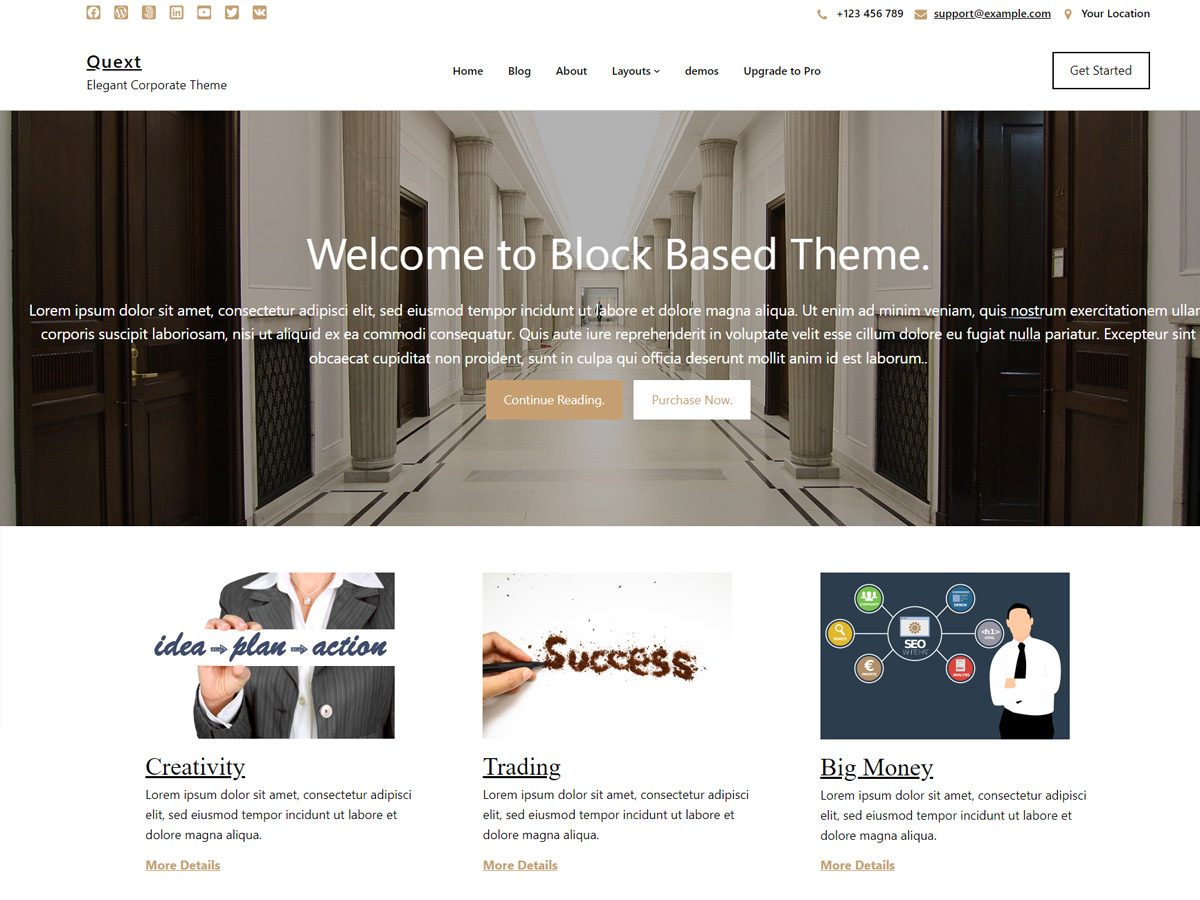 +123 456 789 support@example.com Your Location
Quext
Elegant Corporate Theme
Home Blog About Layouts demos Upgrade to Pro
Get Started
Welcome to Block Based Theme.
Lorem ipsum dolor sit amet, consectetur adipisci elit, sed eiusmod tempor incidunt ut labore et dolore magna aliqua. Ut enim ad minim veniam, quis nostrum exercitationem ullar
corporis suscipit laboriosam, nisi ut aliquid ex ea commodi consequatur. Quis aute iure reprehenderit in voluptate velit esse cillum dolore eu fugiat nulla pariatur. Excepteur sint
obcaecat cupiditat non proident, sunt in culpa qui officia deserunt mollit anim id est laborum..
Continue Reading. Purchase Now.
idea plan action
Success
SEO
WHITE HAT
DESIGN
<h1>
Creativity
Lorem ipsum dolor sit amet, consectetur adipisci
elit, sed eiusmod tempor incidunt ut labore et
dolore magna aliqua.
More Details
Trading
Lorem ipsum dolor sit amet, consectetur adipisci
elit, sed eiusmod tempor incidunt ut labore et
dolore magna aliqua.
More Details
Big Money
Lorem ipsum dolor sit amet, consectetur adipisci
elit, sed eiusmod tempor incidunt ut labore et
dolore magna aliqua.
More Details